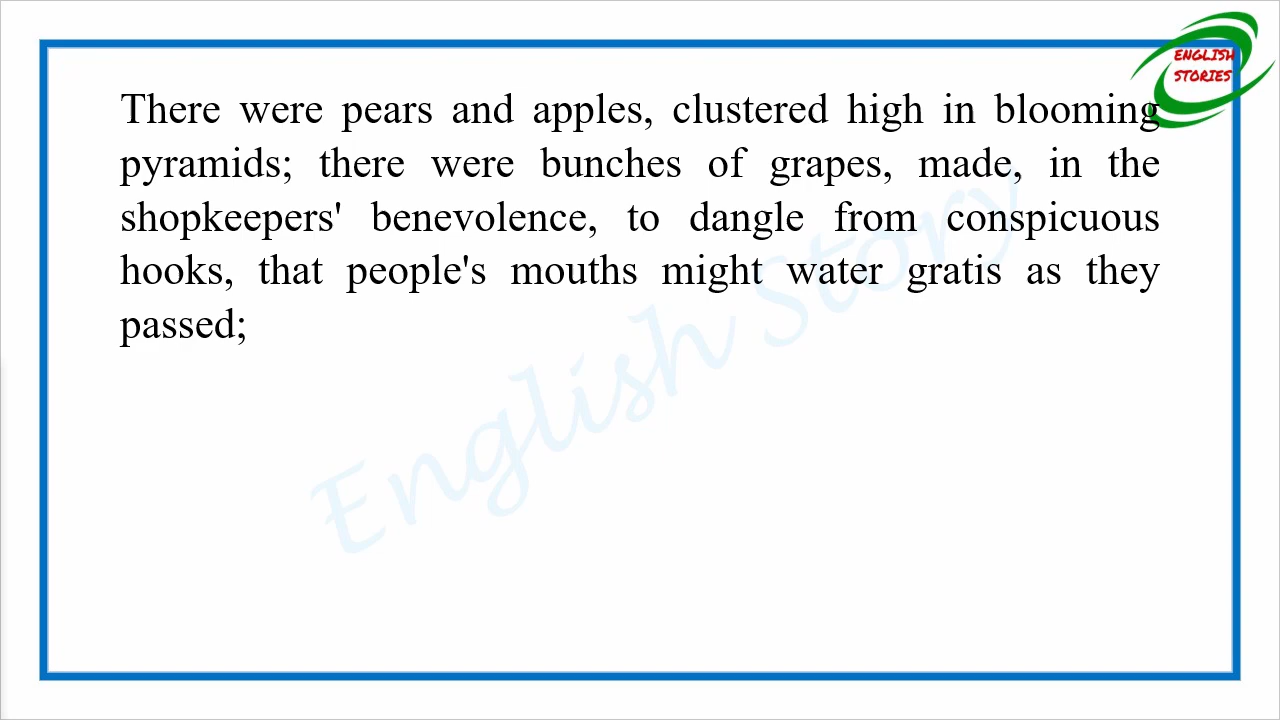 ENGLISH
STORIES
There were pears and apples, clustered high in blooming
pyramids; there were bunches of grapes, made, in the
shopkeepers' benevolence, to dangle from conspicuous
hooks, that people's mouths might water gratis as they
passed;
English Story